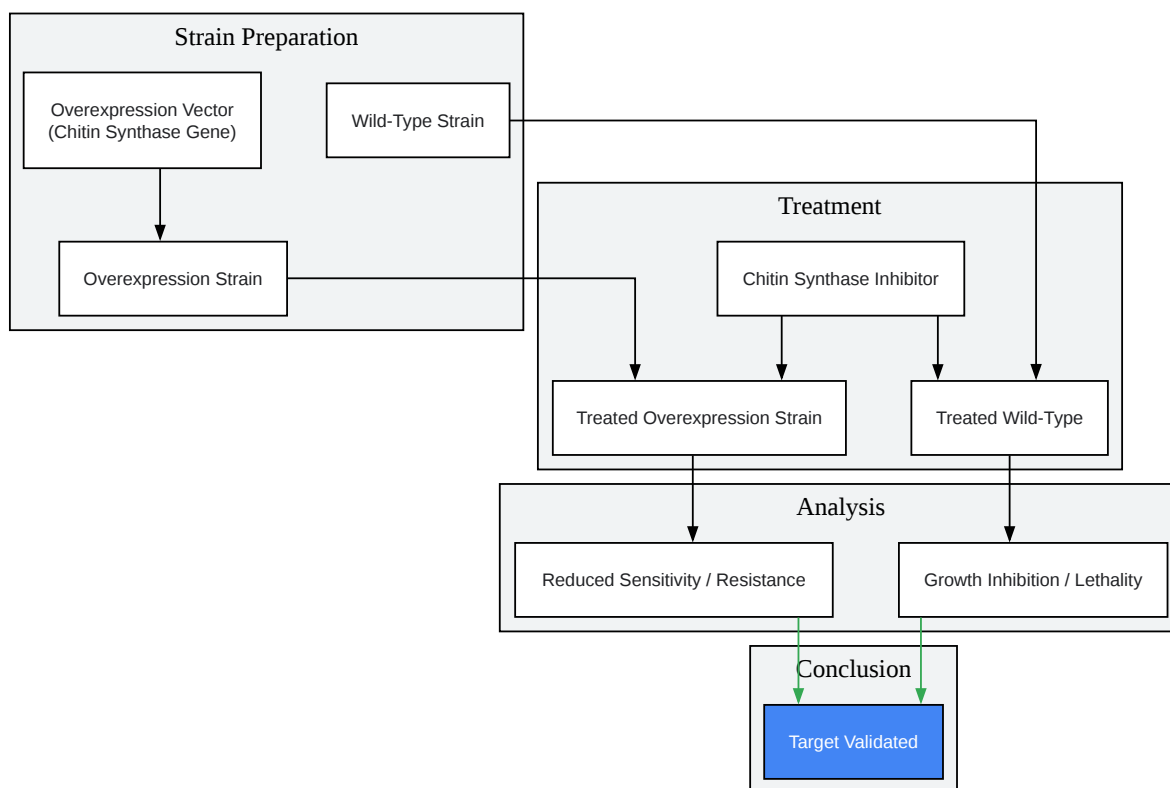 Strain Preparation
Overexpression Vector
(Chitin Synthase Gene)
Wild-Type Strain
Overexpression Strain
Treatment
Chitin Synthase Inhibitor
Treated Overexpression Strain
Treated Wild-Type
Analysis
Reduced Sensitivity / Resistance
Growth Inhibition / Lethality
Conclusion
Target Validated